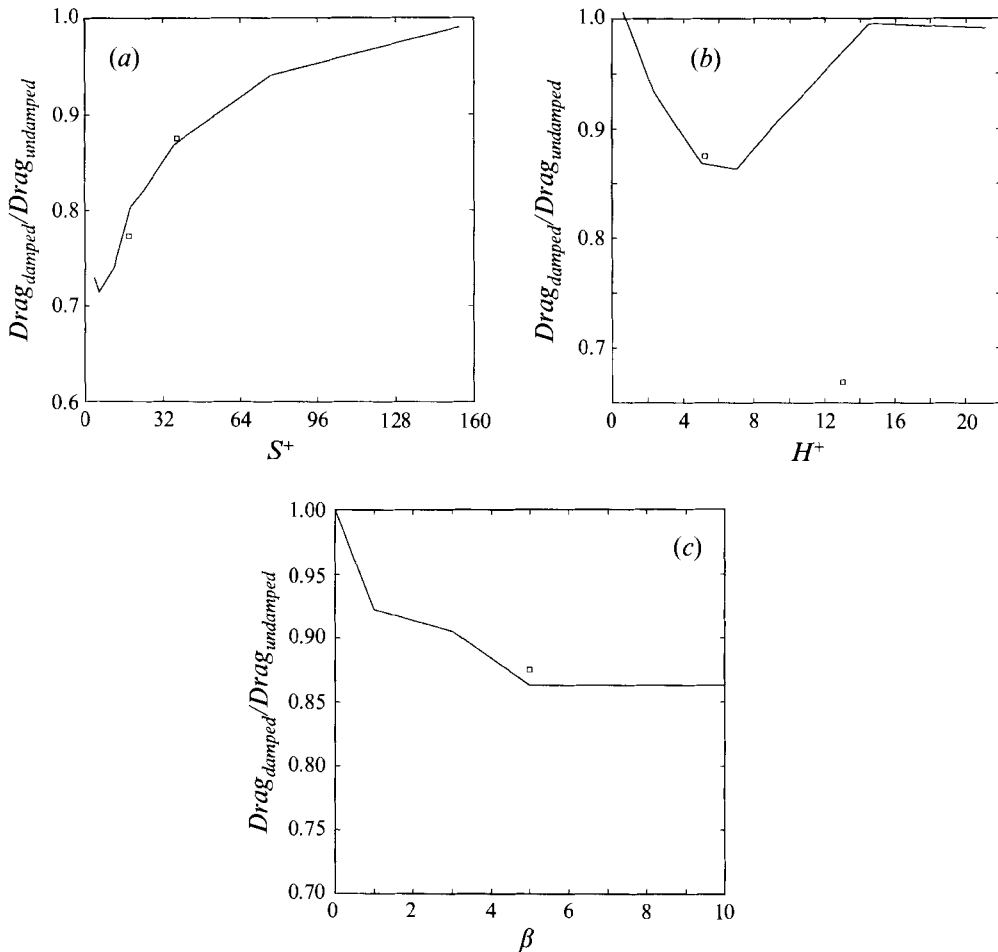 1.0
0.9
0.8
0.7
0.6
Drag_damped/Drag_undamped
(a)
0 32 64 96 128 160
S⁺
1.0
0.9
0.8
0.7
Drag_damped/Drag_undamped
(b)
0 4 8 12 16 20
H⁺
1.00
0.95
0.90
0.85
0.80
0.75
0.70
Drag_damped/Drag_undamped
(c)
0 2 4 6 8 10
β